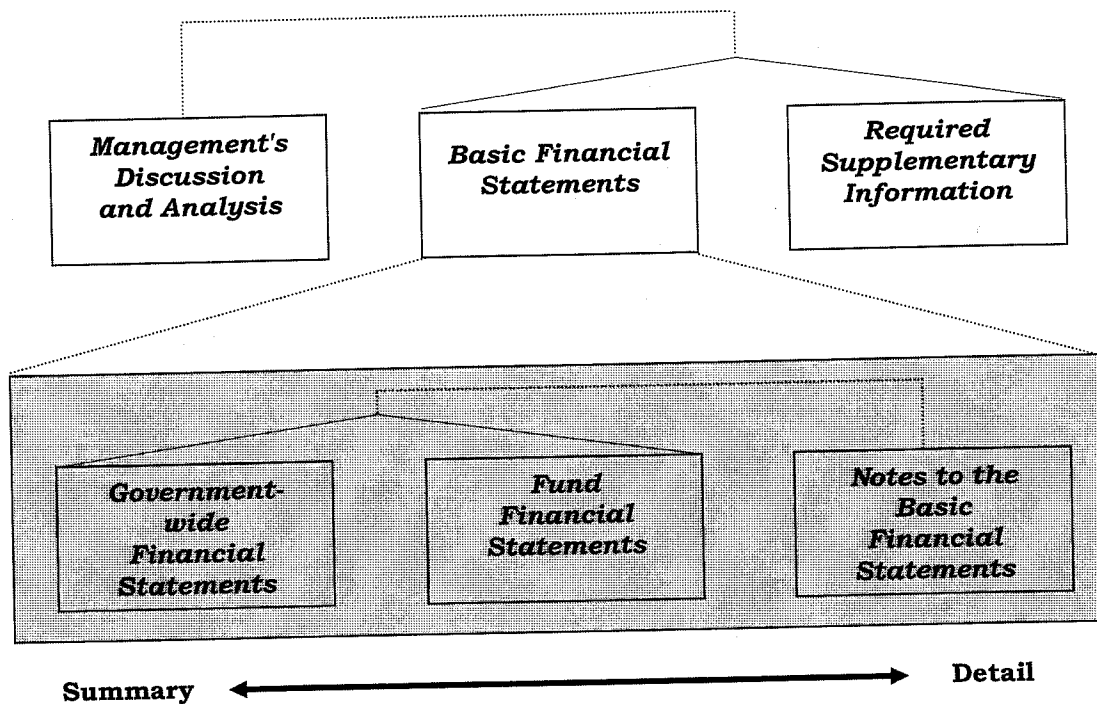 Management's
Discussion
and Analysis
Basic Financial
Statements
Required
Supplementary
Information
Government-
wide
Financial
Statements
Fund
Financial
Statements
Notes to the
Basic
Financial
Statements
Summary
Detail